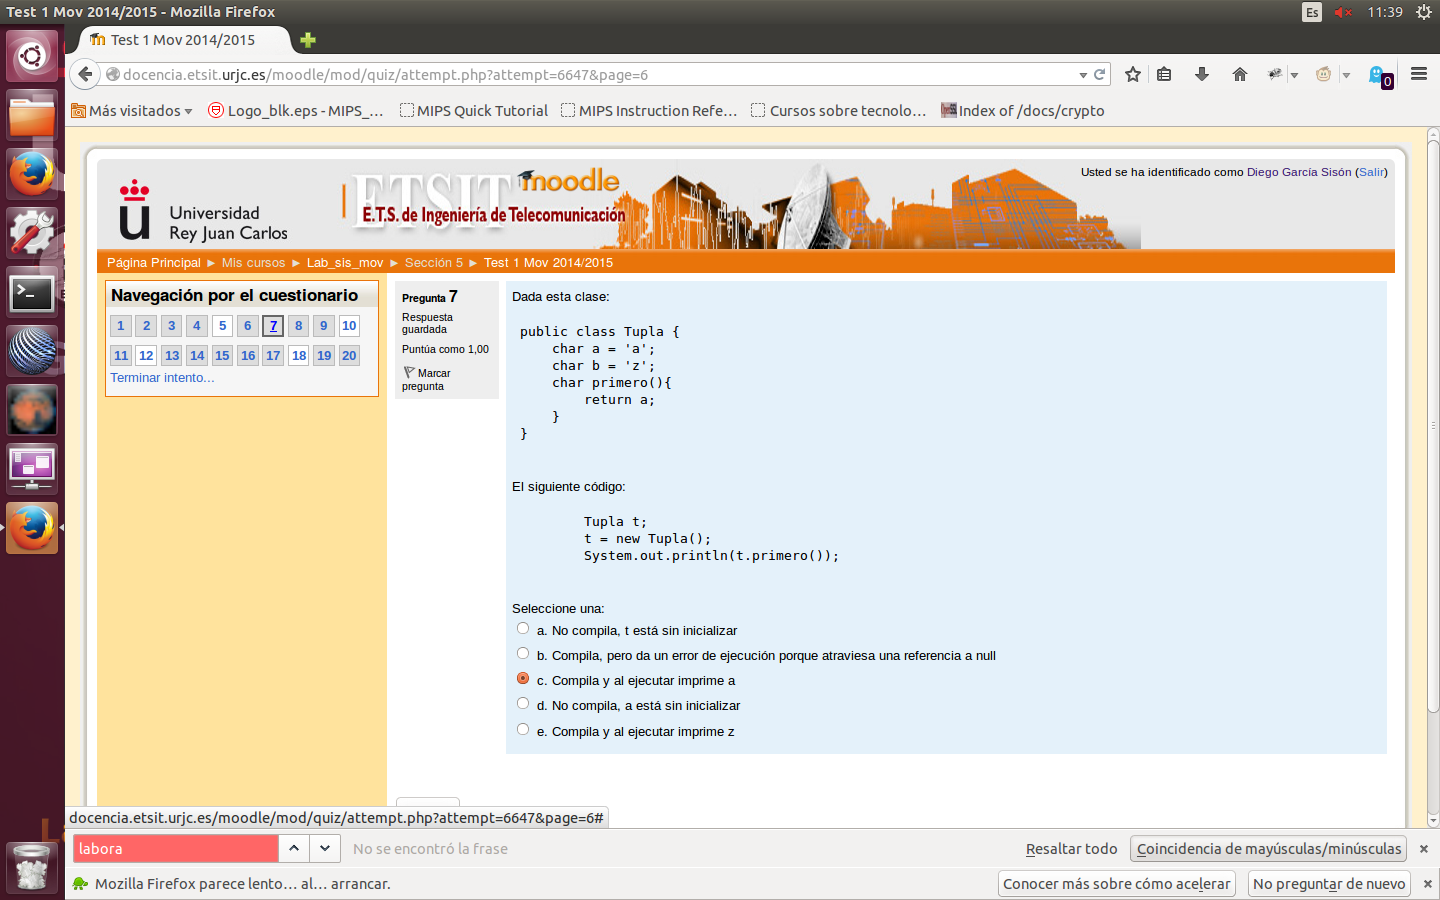 Test 1 Mov 2014/2015 - Mozilla Firefox
Es
11:39
Test 1 Mov 2014/2015
docencia.etsit.urjc.es/moodle/mod/quiz/attempt.php?attempt=6647&page=6
0
Más visitados
Logo_blk.eps - MIPS_...
MIPS Quick Tutorial
MIPS Instruction Refe...
Cursos sobre tecnolo...
Index of /docs/crypto
Universidad
Rey Juan Carlos
ETSIT moodle
E.T.S. de Ingeniería de Telecomunicación
Usted se ha identificado como Diego García Sisón (Salir)
Página Principal ► Mis cursos ► Lab_sis_mov ► Sección 5 ► Test 1 Mov 2014/2015
Navegación por el cuestionario
1 2 3 4 5 6 7 8 9 10
11 12 13 14 15 16 17 18 19 20
Terminar intento...
Pregunta 7
Respuesta
guardada
Puntúa como 1,00
Marcar
pregunta
Dada esta clase:
public class Tupla {
    char a = 'a';
    char b = 'z';
    char primero(){
        return a;
    }
}
El siguiente código:
Tupla t;
t = new Tupla();
System.out.println(t.primero());
Seleccione una:
a. No compila, t está sin inicializar
b. Compila, pero da un error de ejecución porque atraviesa una referencia a null
c. Compila y al ejecutar imprime a
d. No compila, a está sin inicializar
e. Compila y al ejecutar imprime z
docencia.etsit.urjc.es/moodle/mod/quiz/attempt.php?attempt=6647&page=6#
labora
No se encontró la frase
Resaltar todo
Coincidencia de mayúsculas/minúsculas
Mozilla Firefox parece lento... al... arrancar.
Conocer más sobre cómo acelerar
No preguntar de nuevo